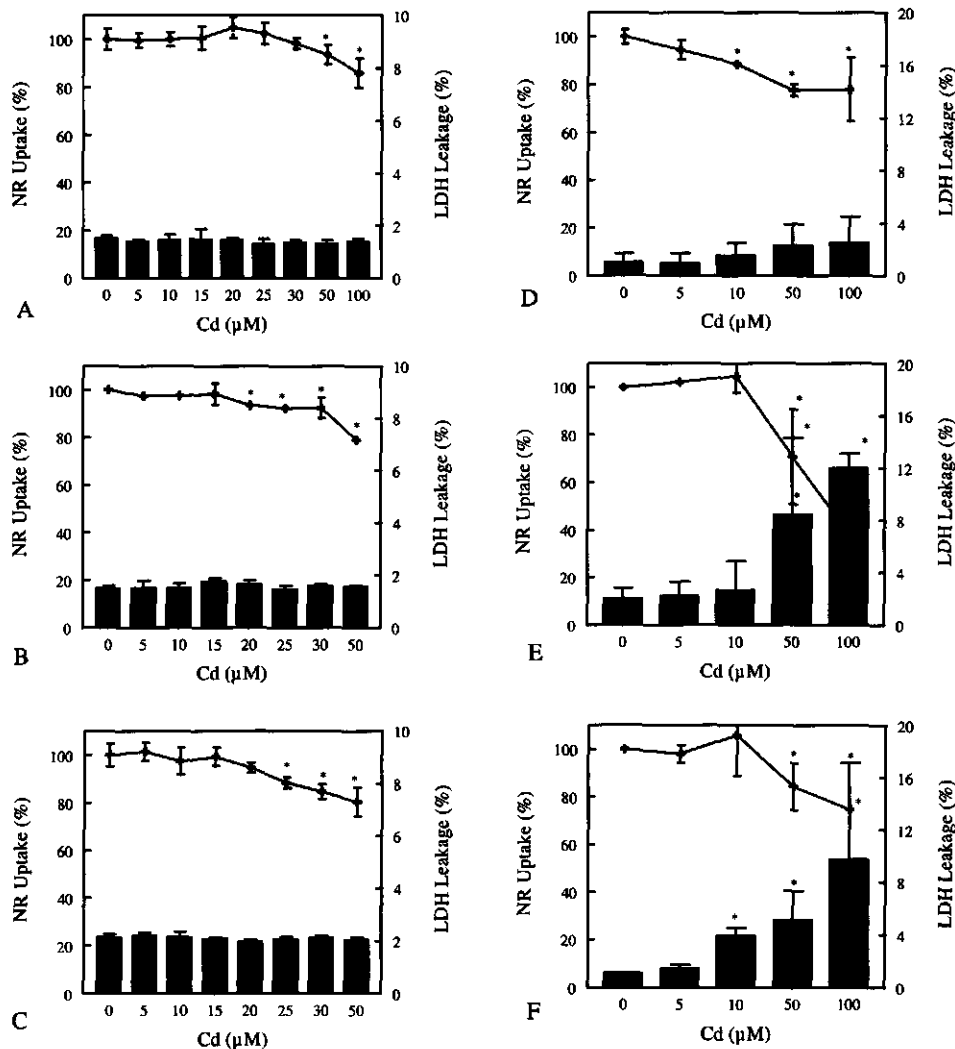 100
80
60
40
20
0
NR Uptake (%)
10
8
6
4
2
0
LDH Leakage (%)
* *
0 5 10 15 20 25 30 50 100
Cd (µM)
A
100
80
60
40
20
0
NR Uptake (%)
20
16
12
8
4
0
LDH Leakage (%)
* * *
0 5 10 50 100
Cd (µM)
D
100
80
60
40
20
0
NR Uptake (%)
10
8
6
4
2
0
LDH Leakage (%)
* * * *
0 5 10 15 20 25 30 50
Cd (µM)
B
100
80
60
40
20
0
NR Uptake (%)
20
16
12
8
4
0
LDH Leakage (%)
*
*
*
*
0 5 10 50 100
Cd (µM)
E
100
80
60
40
20
0
NR Uptake (%)
10
8
6
4
2
0
LDH Leakage (%)
* * *
0 5 10 15 20 25 30 50
Cd (µM)
C
100
80
60
40
20
0
NR Uptake (%)
20
16
12
8
4
0
LDH Leakage (%)
* *
*
*
*
0 5 10 50 100
Cd (µM)
F